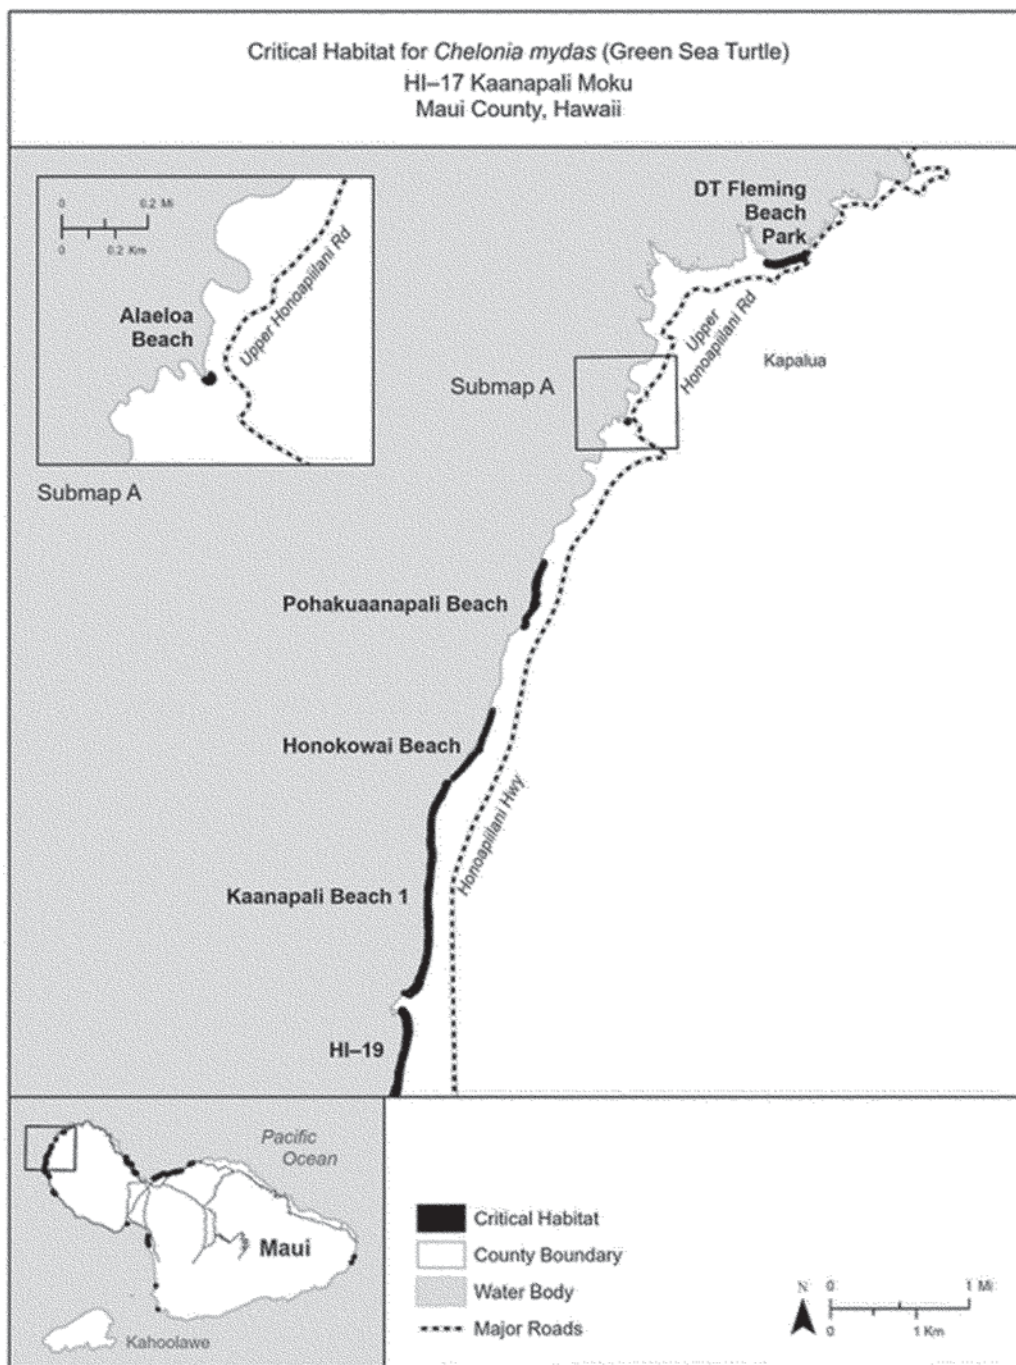 Critical Habitat for Chelonia mydas (Green Sea Turtle)
HI–17 Kaanapali Moku
Maui County, Hawaii
0 0.2 Mi
0 0.2 Km
Alaeloa
Beach
Upper Honoapiilani Rd
Submap A
DT Fleming
Beach
Park
Upper
Honoapiilani Rd
Kapalua
Submap A
Pohakuaanapali Beach
Honokowai Beach
Honoapiilani Hwy
Kaanapali Beach 1
HI–19
Pacific
Ocean
Maui
Kahoolawe
Critical Habitat
County Boundary
Water Body
Major Roads
N
0 1 Mi
0 1 Km